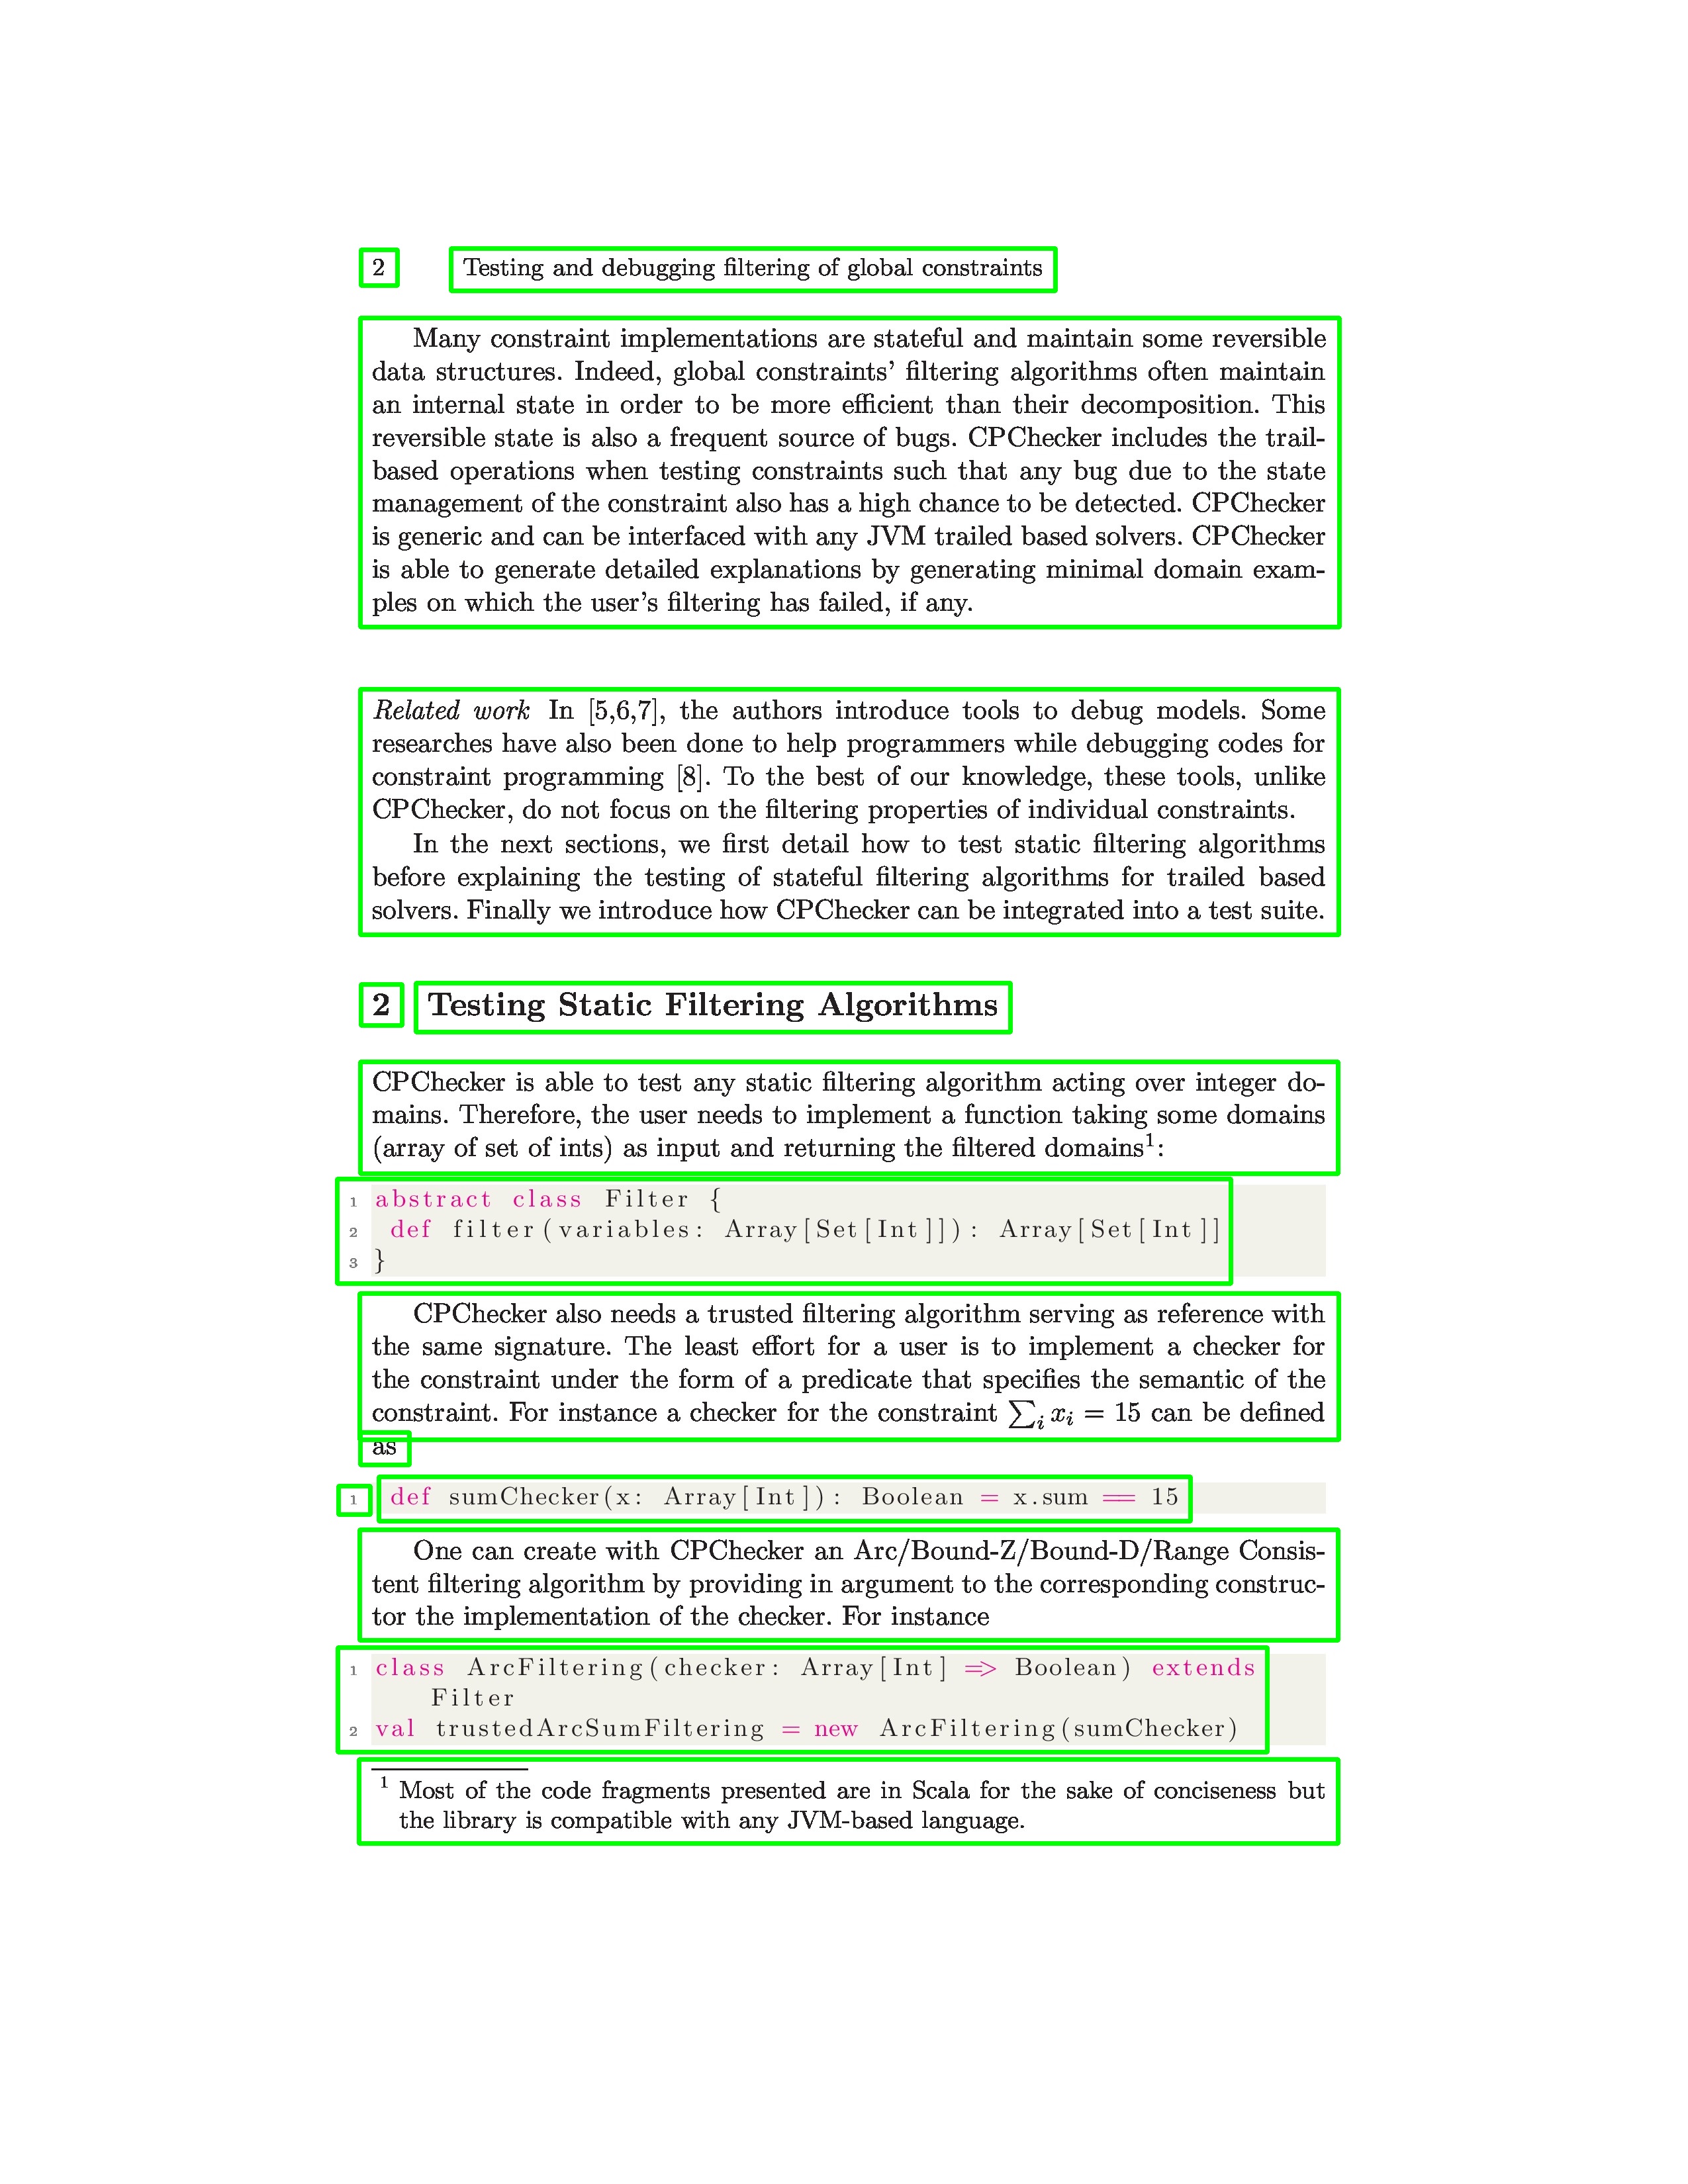 2 Testing and debugging filtering of global constraints
Many constraint implementations are stateful and maintain some reversible
data structures. Indeed, global constraints' filtering algorithms often maintain
an internal state in order to be more efficient than their decomposition. This
reversible state is also a frequent source of bugs. CPChecker includes the trail-
based operations when testing constraints such that any bug due to the state
management of the constraint also has a high chance to be detected. CPChecker
is generic and can be interfaced with any JVM trailed based solvers. CPChecker
is able to generate detailed explanations by generating minimal domain exam-
ples on which the user's filtering has failed, if any.
Related work In [5,6,7], the authors introduce tools to debug models. Some
researches have also been done to help programmers while debugging codes for
constraint programming [8]. To the best of our knowledge, these tools, unlike
CPChecker, do not focus on the filtering properties of individual constraints.
In the next sections, we first detail how to test static filtering algorithms
before explaining the testing of stateful filtering algorithms for trailed based
solvers. Finally we introduce how CPChecker can be integrated into a test suite.
2 Testing Static Filtering Algorithms
CPChecker is able to test any static filtering algorithm acting over integer do-
mains. Therefore, the user needs to implement a function taking some domains
(array of set of ints) as input and returning the filtered domains¹:
1 abstract class Filter {
2 def filter(variables: Array[Set[Int]]): Array[Set[Int]]
3 }
CPChecker also needs a trusted filtering algorithm serving as reference with
the same signature. The least effort for a user is to implement a checker for
the constraint under the form of a predicate that specifies the semantic of the
constraint. For instance a checker for the constraint ∑ᵢ xᵢ = 15 can be defined
as
1 def sumChecker(x: Array[Int]): Boolean = x.sum == 15
One can create with CPChecker an Arc/Bound-Z/Bound-D/Range Consis-
tent filtering algorithm by providing in argument to the corresponding construc-
tor the implementation of the checker. For instance
1 class ArcFiltering(checker: Array[Int] => Boolean) extends
Filter
2 val trustedArcSumFiltering = new ArcFiltering(sumChecker)
¹ Most of the code fragments presented are in Scala for the sake of conciseness but
the library is compatible with any JVM-based language.